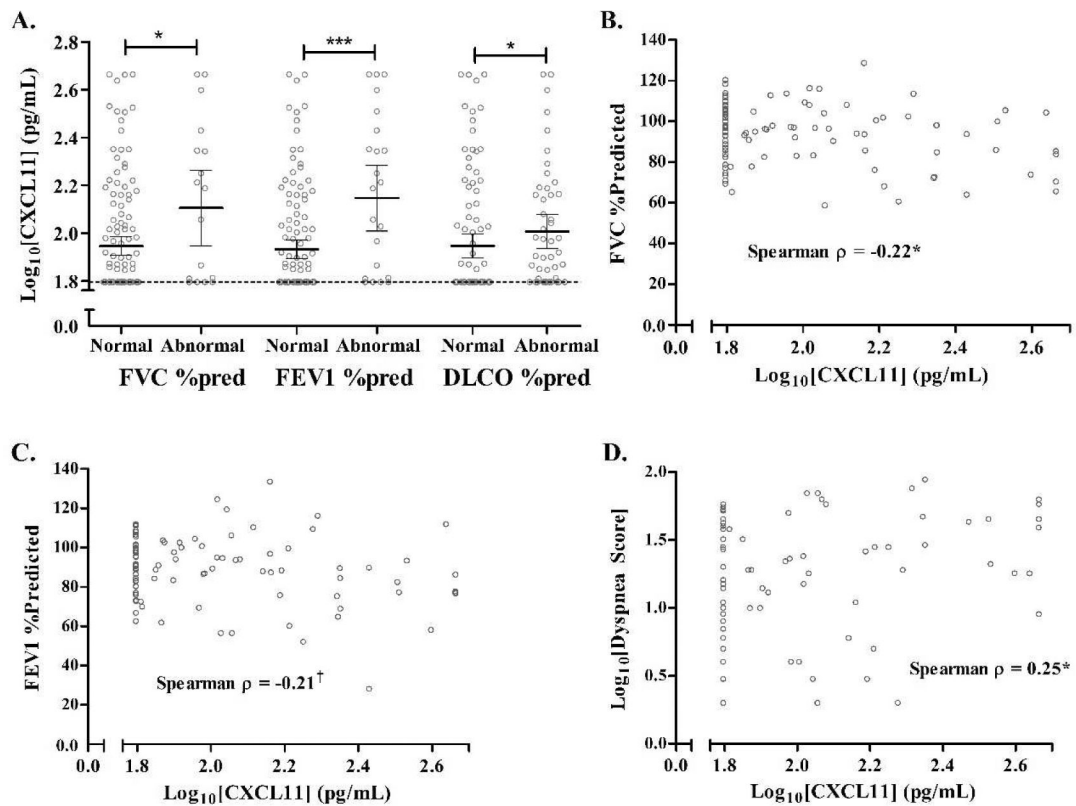 A.
* *** *
2.8
2.6
2.4
2.2
2.0
1.8
0.0
Log10[CXCL11] (pg/mL)
Normal Abnormal Normal Abnormal Normal Abnormal
FVC %pred FEV1 %pred DLCO %pred
B.
140
120
100
80
60
40
20
0.0
FVC %Predicted
Spearman ρ = -0.22*
0.0 1.8 2.0 2.2 2.4 2.6
Log10[CXCL11] (pg/mL)
C.
140
120
100
80
60
40
20
0.0
FEV1 %Predicted
Spearman ρ = -0.21†
0.0 1.8 2.0 2.2 2.4 2.6
Log10[CXCL11] (pg/mL)
D.
2.0
1.5
1.0
0.5
0.0
Log10[Dyspnea Score]
Spearman ρ = 0.25*
0.0 1.8 2.0 2.2 2.4 2.6
Log10[CXCL11] (pg/mL)